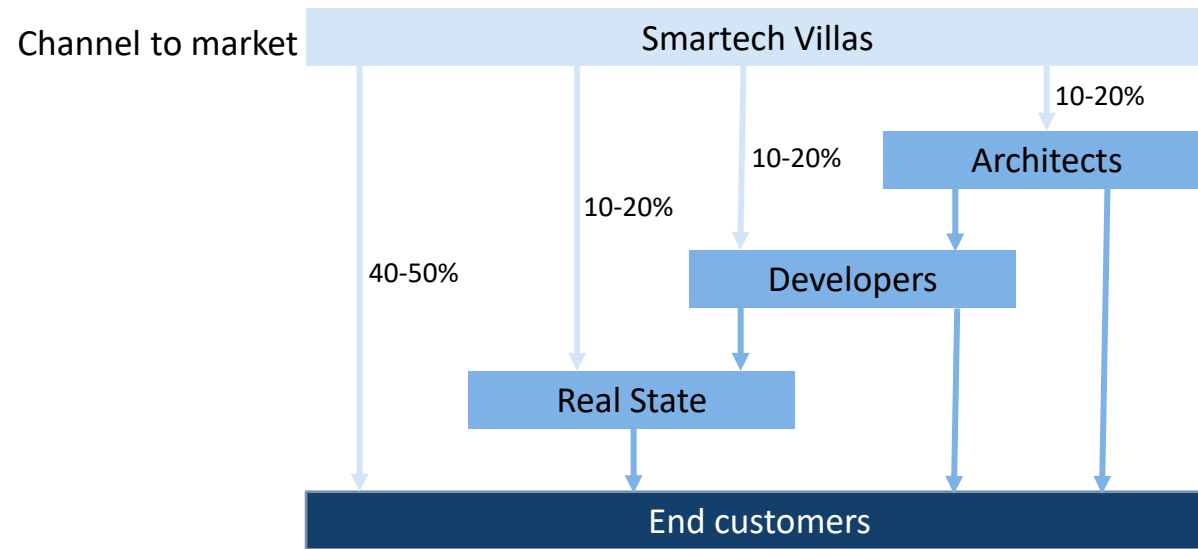 Channel to market
Smartech Villas
10-20%
Architects
10-20%
10-20%
Developers
40-50%
Real State
End customers